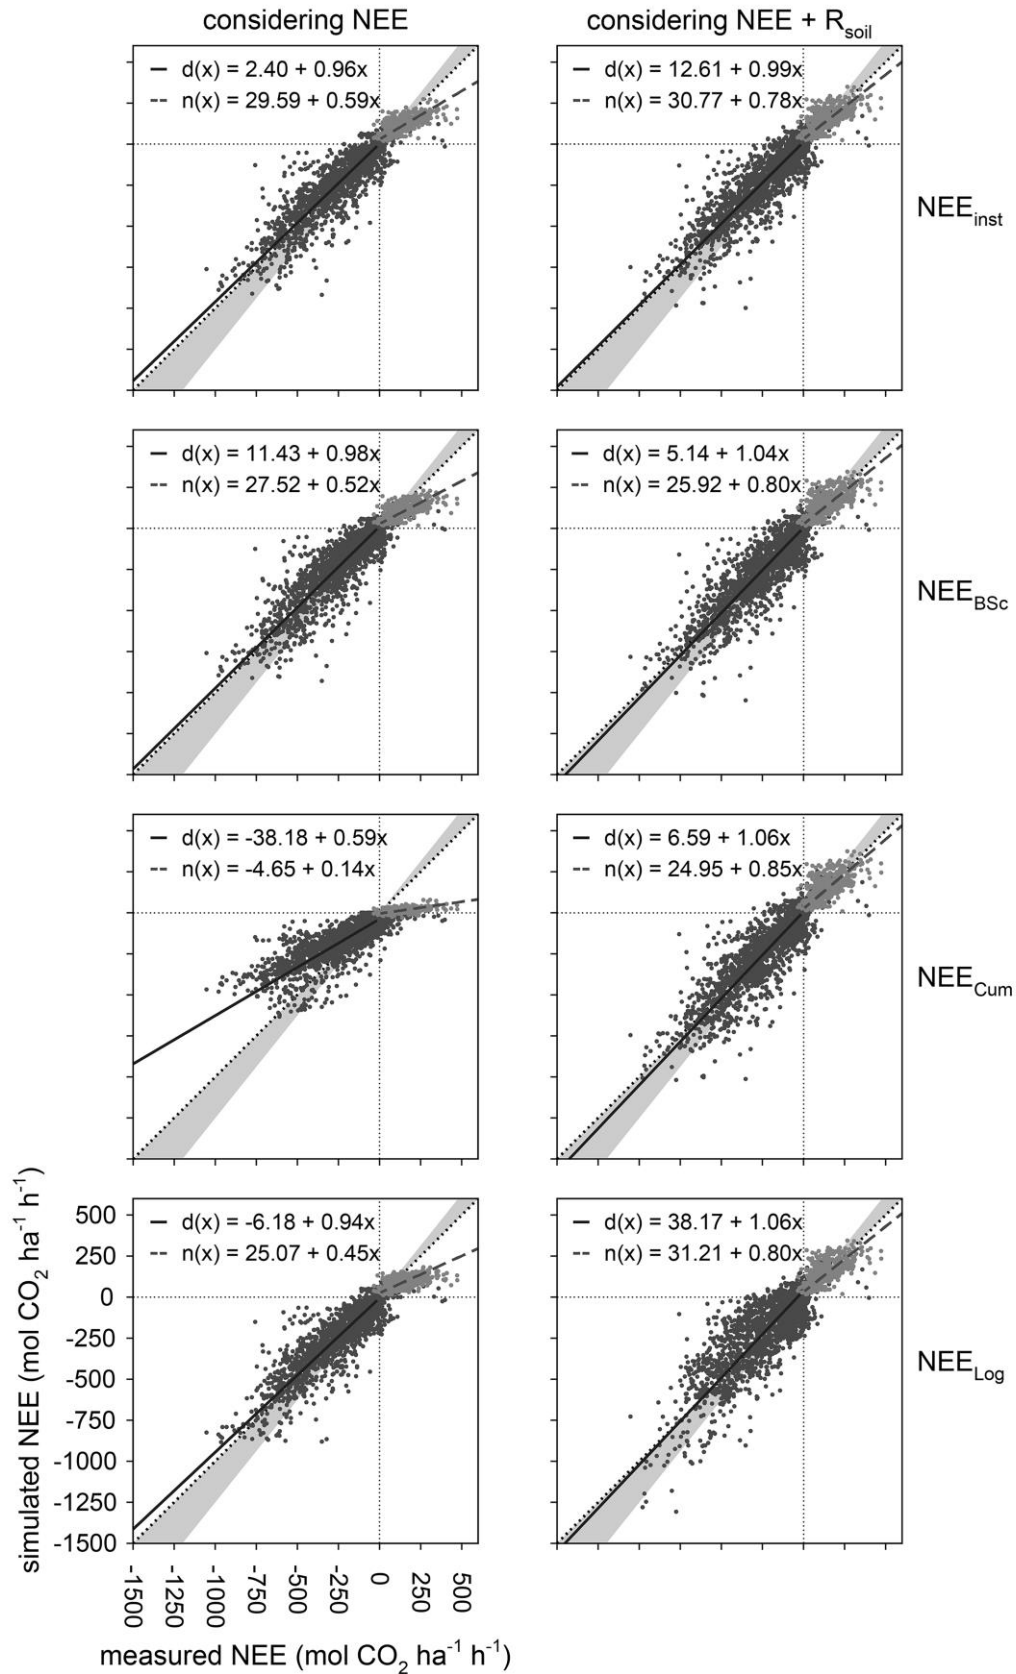 considering NEE
considering NEE + Rsoil
d(x) = 2.40 + 0.96x
n(x) = 29.59 + 0.59x
d(x) = 12.61 + 0.99x
n(x) = 30.77 + 0.78x
NEEinst
d(x) = 11.43 + 0.98x
n(x) = 27.52 + 0.52x
d(x) = 5.14 + 1.04x
n(x) = 25.92 + 0.80x
NEEBSc
d(x) = -38.18 + 0.59x
n(x) = -4.65 + 0.14x
d(x) = 6.59 + 1.06x
n(x) = 24.95 + 0.85x
NEECum
d(x) = -6.18 + 0.94x
n(x) = 25.07 + 0.45x
d(x) = 38.17 + 1.06x
n(x) = 31.21 + 0.80x
NEELog
simulated NEE (mol CO2 ha-1 h-1)
500
250
0
-250
-500
-750
-1000
-1250
-1500
-1500
-1250
-1000
-750
-500
-250
0
250
500
measured NEE (mol CO2 ha-1 h-1)